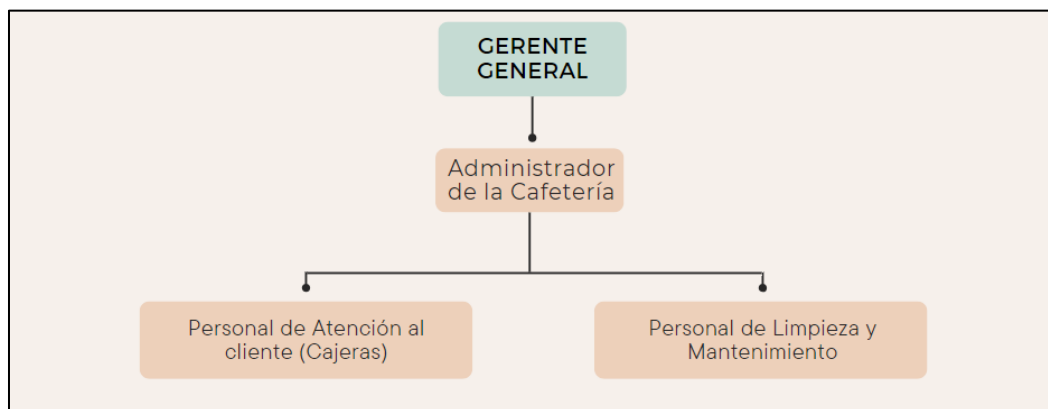 GERENTE
GENERAL
Administrador
de la Cafetería
Personal de Atención al
cliente (Cajeras)
Personal de Limpieza y
Mantenimiento